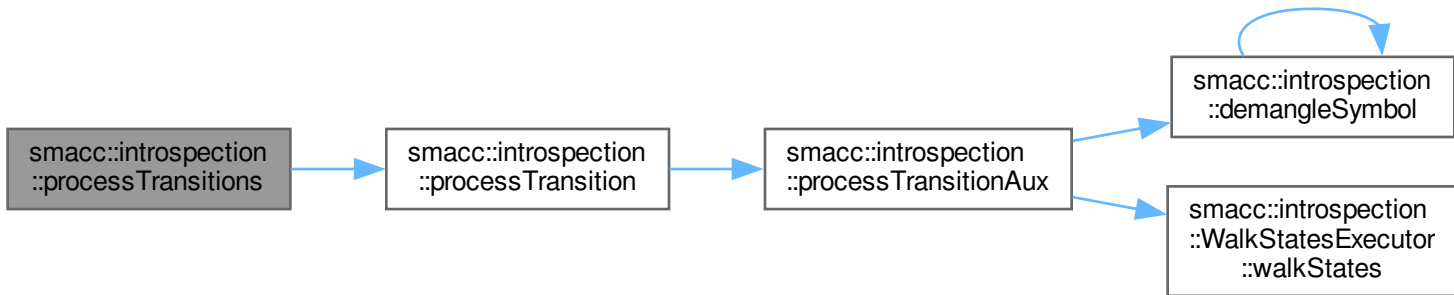 smacc::introspection
::processTransitions
smacc::introspection
::processTransition
smacc::introspection
::processTransitionAux
smacc::introspection
::demangleSymbol
smacc::introspection
::WalkStatesExecutor
::walkStates